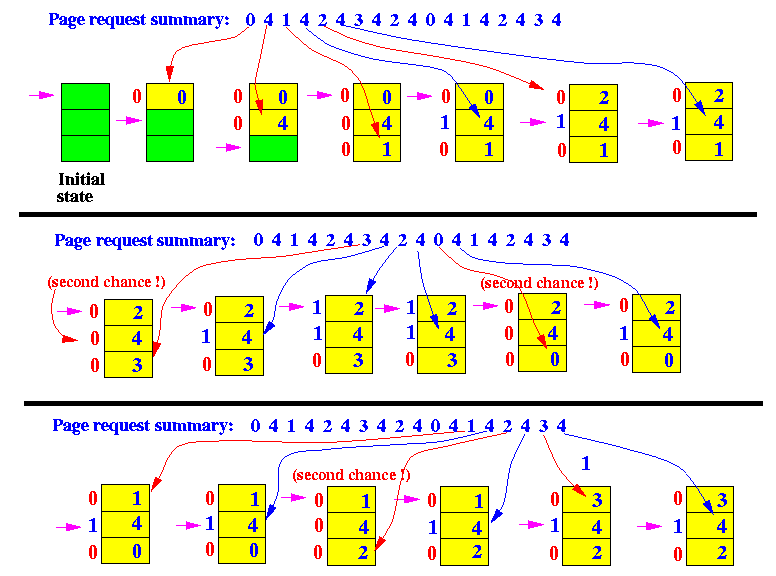 Page request summary: 0 4 1 4 2 4 3 4 2 4 0 4 1 4 2 4 3 4
0 0 0 0 0 0 0 0 0 2 0 2
0 4 0 4 1 4 1 4 1 4
0 1 0 1 0 1 0 1
Initial
state
Page request summary: 0 4 1 4 2 4 3 4 2 4 0 4 1 4 2 4 3 4
(second chance !) (second chance !)
0 2 0 2 1 2 1 2 0 2 0 2
0 4 1 4 1 4 1 4 0 4 1 4
0 3 0 3 0 3 0 3 0 0 0 0
Page request summary: 0 4 1 4 2 4 3 4 2 4 0 4 1 4 2 4 3 4
(second chance !) 1
0 1 0 1 0 1 0 1 0 3 0 3
1 4 1 4 0 4 1 4 1 4 1 4
0 0 0 0 0 2 0 2 0 2 0 2